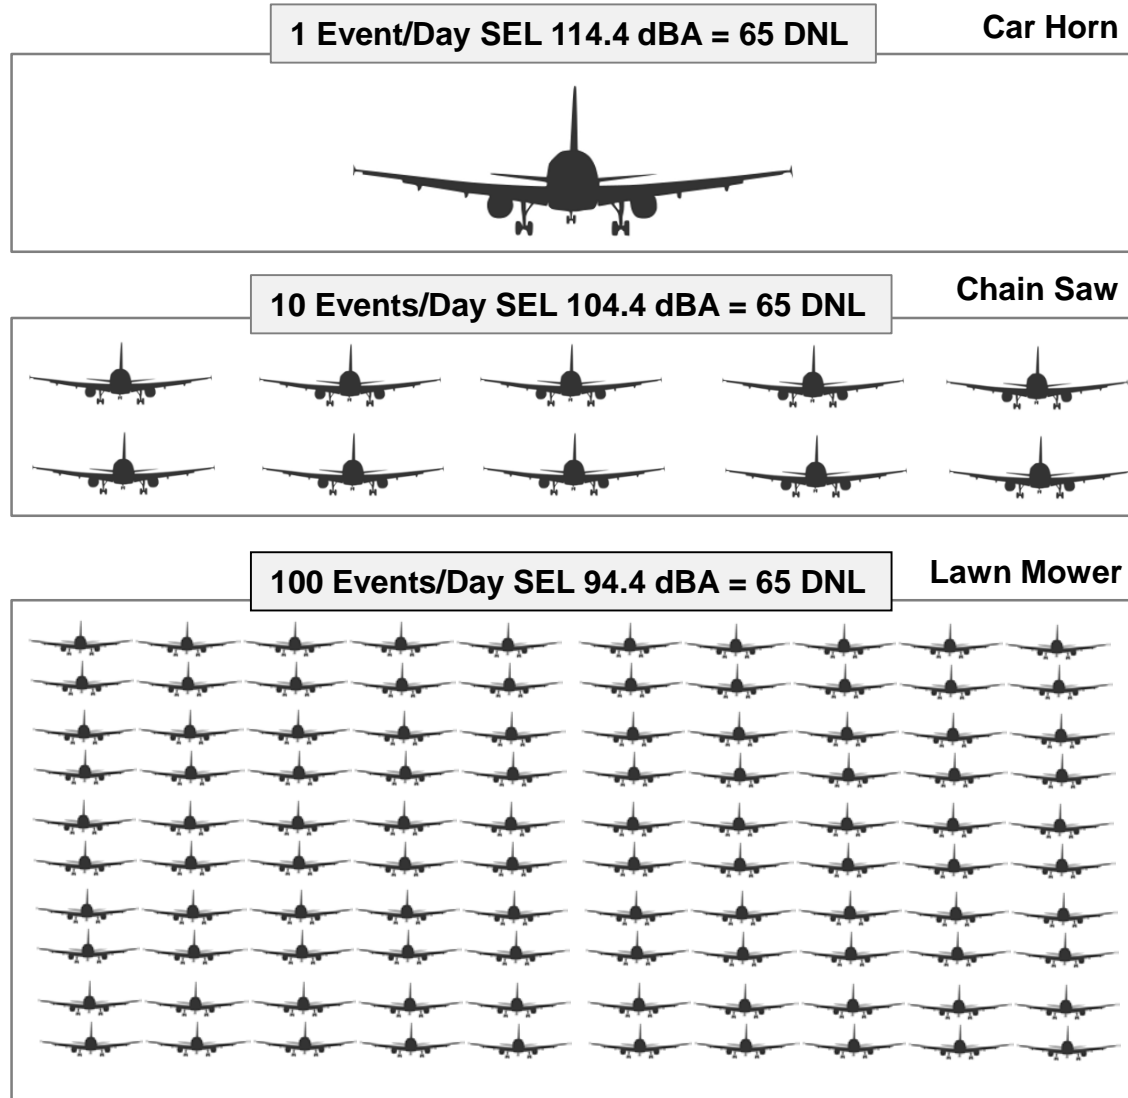 1 Event/Day SEL 114.4 dBA = 65 DNL
Car Horn
10 Events/Day SEL 104.4 dBA = 65 DNL
Chain Saw
100 Events/Day SEL 94.4 dBA = 65 DNL
Lawn Mower